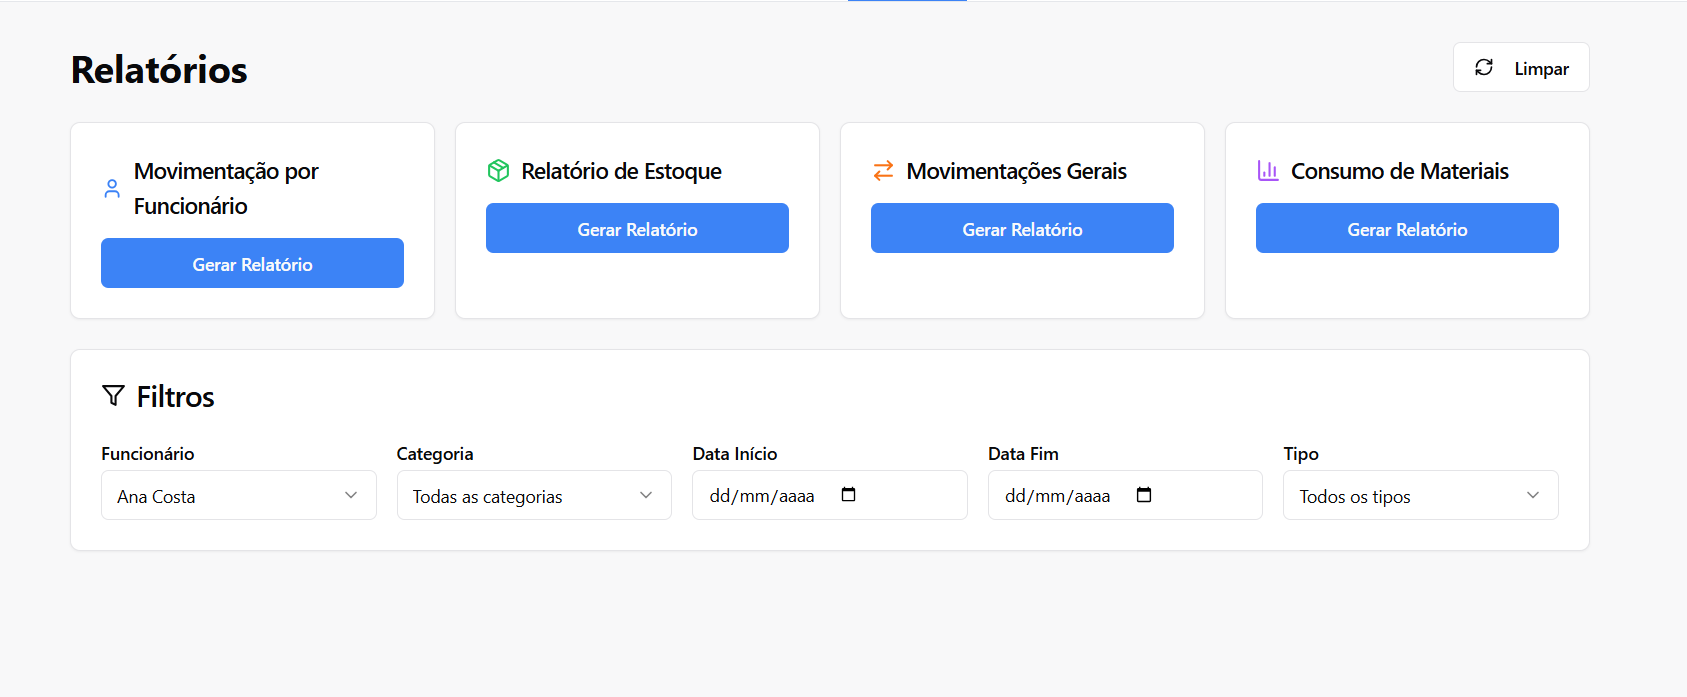 Relatórios
Limpar
Movimentação por
Funcionário
Gerar Relatório
Relatório de Estoque
Gerar Relatório
Movimentações Gerais
Gerar Relatório
Consumo de Materiais
Gerar Relatório
Filtros
Funcionário
Ana Costa
Categoria
Todas as categorias
Data Início
dd/mm/aaaa
Data Fim
dd/mm/aaaa
Tipo
Todos os tipos